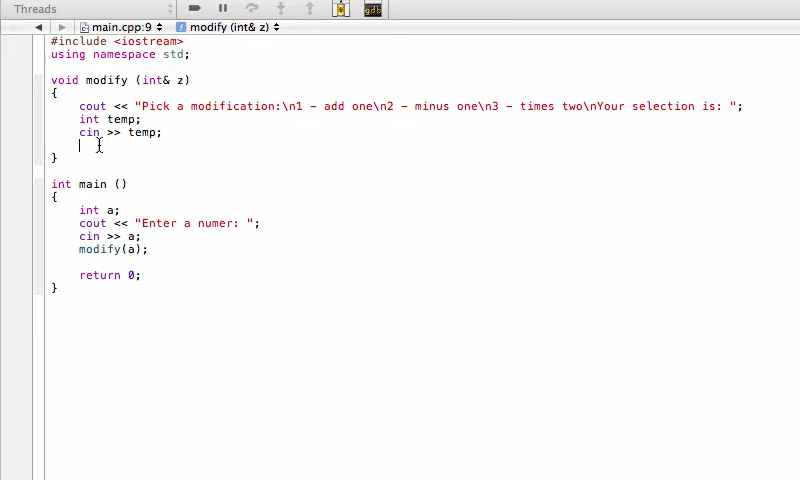 Threads
main.cpp:9 modify (int& z)
gdb
#include <iostream>
using namespace std;
void modify (int& z)
{
cout << "Pick a modification:\n1 - add one\n2 - minus one\n3 - times two\nYour selection is: ";
int temp;
cin >> temp;
}
int main ()
{
int a;
cout << "Enter a numer: ";
cin >> a;
modify(a);
return 0;
}